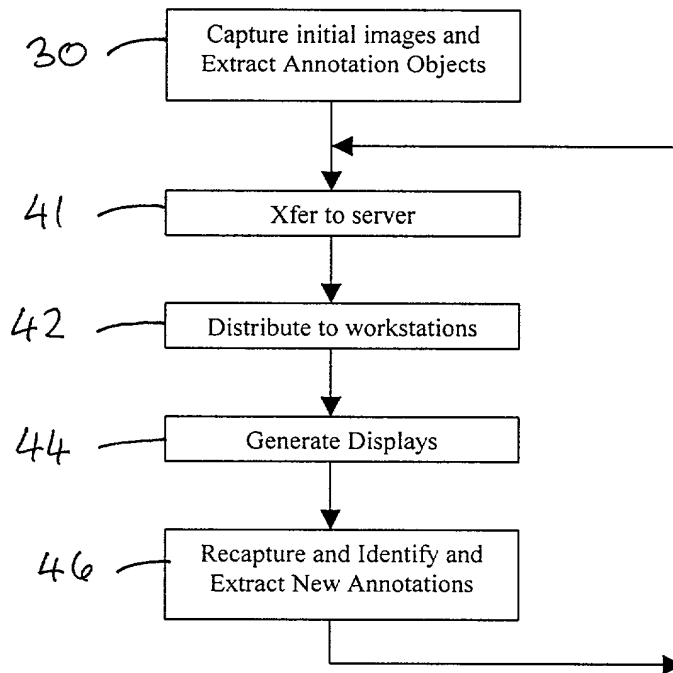 30
Capture initial images and
Extract Annotation Objects
41
Xfer to server
42
Distribute to workstations
44
Generate Displays
46
Recapture and Identify and
Extract New Annotations